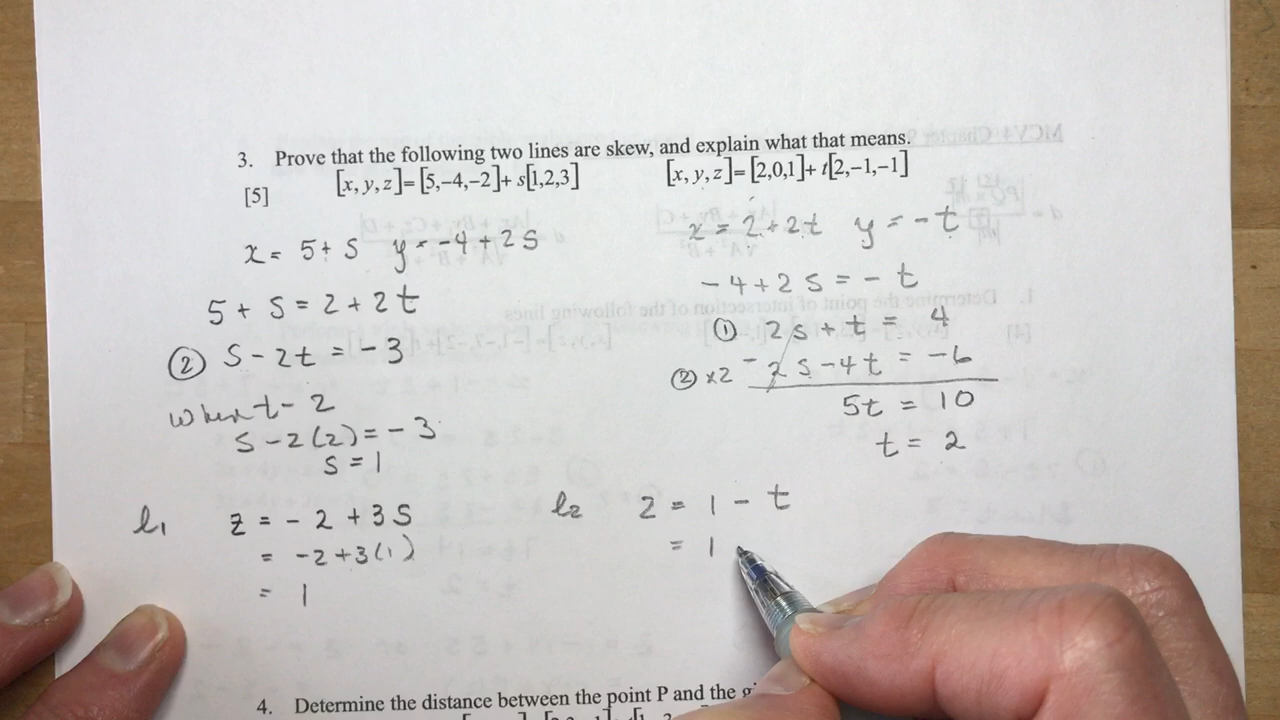 3. Prove that the following two lines are skew, and explain what that means.
[5] [x, y, z]=[5,−4,−2]+ s[1,2,3] [x, y, z]=[2,0,1]+ t[2,−1,−1]
x = 5 + s y = -4 + 2s
x = 2 + 2t y = -t
5 + s = 2 + 2t
-4 + 2s = -t
② s - 2t = -3
① 2s + t = 4
② x2 - 2s - 4t = -6
5t = 10
t = 2
when t - 2
s - 2(2) = -3
s = 1
l1 z = -2 + 3s
= -2 + 3(1)
= 1
l2 z = 1 - t
= 1
4. Determine the distance between the point P and the